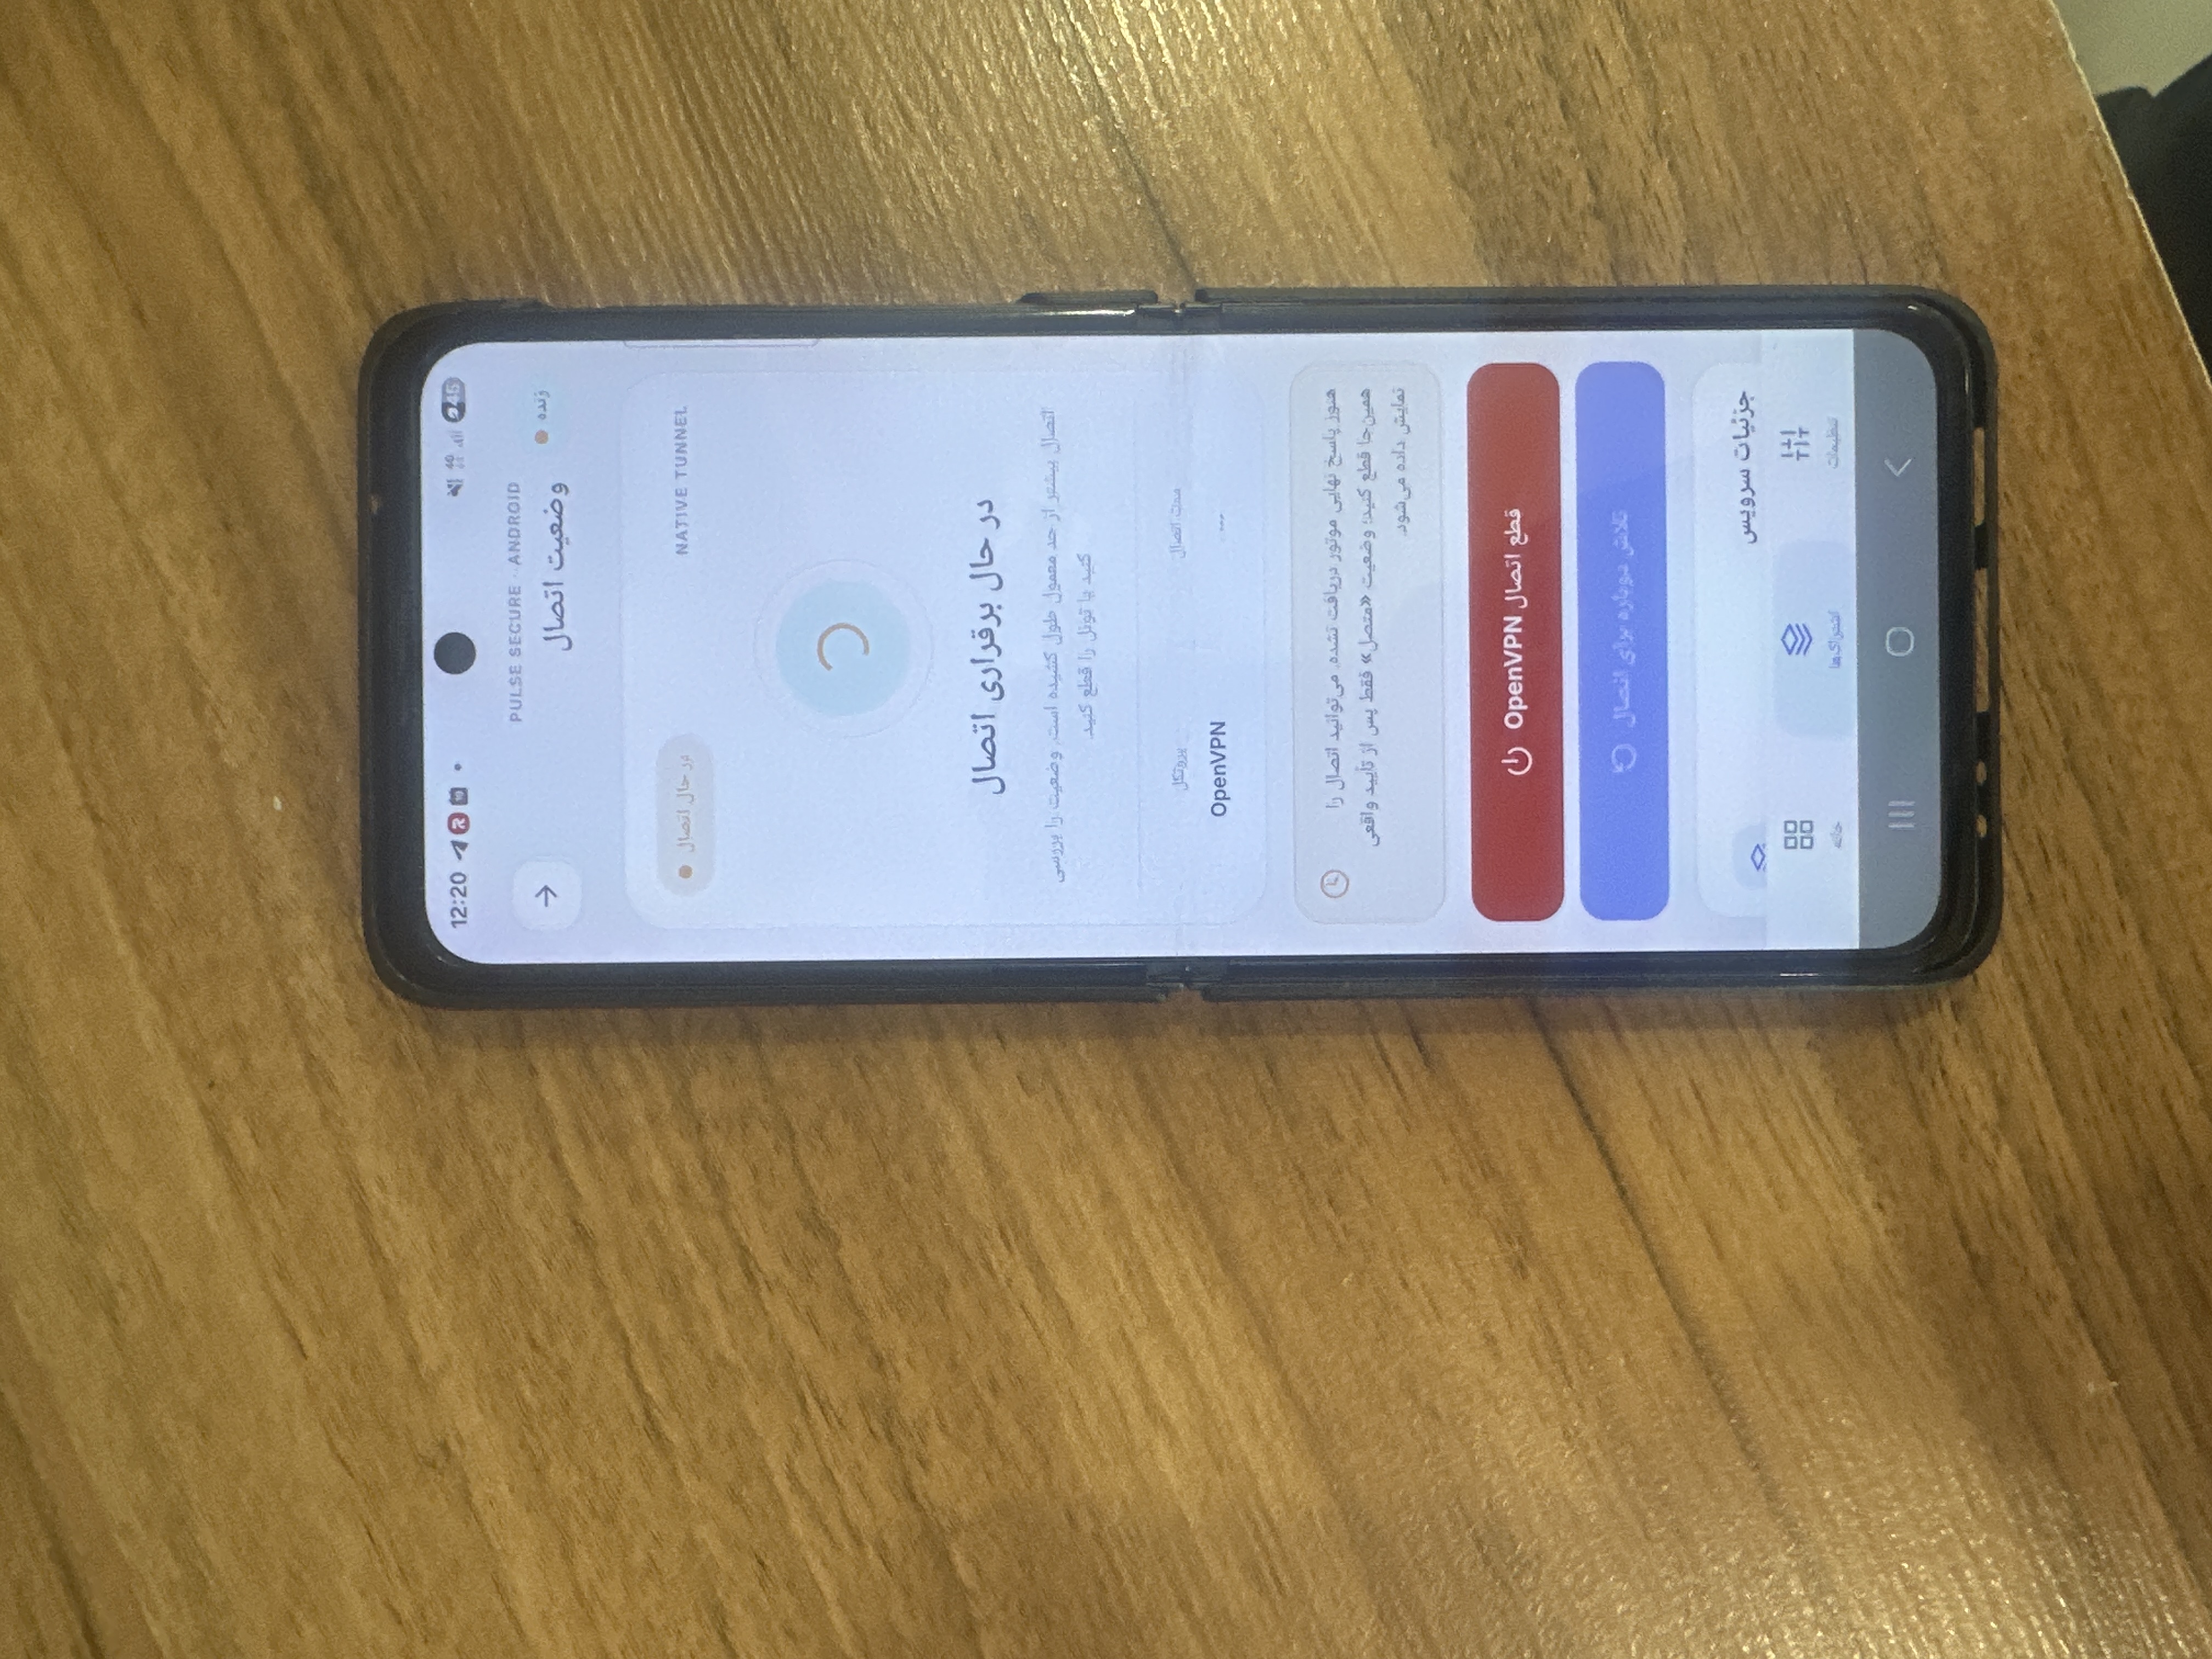 12:20
45
PULSE SECURE · ANDROID
زنده
وضعیت اتصال
NATIVE TUNNEL
در حال اتصال
در حال برقراری اتصال
اتصال بیشتر از حد معمول طول کشیده است. وضعیت را بررسی
کنید یا تونل را قطع کنید.
مدت اتصال
پروتکل
---
OpenVPN
هنوز پاسخ نهایی موتور دریافت نشده. می‌توانید اتصال را
همین‌جا قطع کنید؛ وضعیت «متصل» فقط پس از تأیید واقعی
نمایش داده می‌شود.
قطع اتصال OpenVPN
تلاش دوباره برای اتصال
جزئیات سرویس
تنظیمات
اشتراک‌ها
خانه